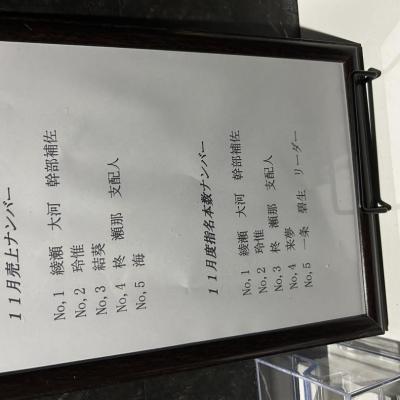 11月売上ナンバー
No,1 綾瀬 大河 幹部補佐
No,2 玲惟
No,3 結葵
No,4 柊 瀬那 支配人
No,5 海
11月度指名本数ナンバー
No,1 綾瀬 大河 幹部補佐
No,2 玲惟
No,3 柊 瀬那 支配人
No,4 来夢
No,5 一条 碧生 リーダー